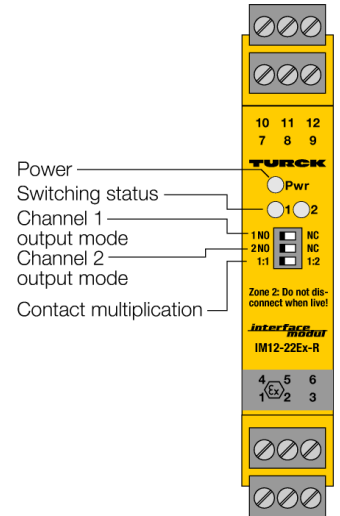 10 11 12
7 8 9
TURCK
Power
Pwr
Switching status
1 2
Channel 1
output mode
1 NO NC
Channel 2
output mode
2 NO NC
1:1 1:2
Contact multiplication
Zone 2: Do not dis-
connect when live!
interface
modul
IM12-22Ex-R
4 5 6
Ex
1 2 3